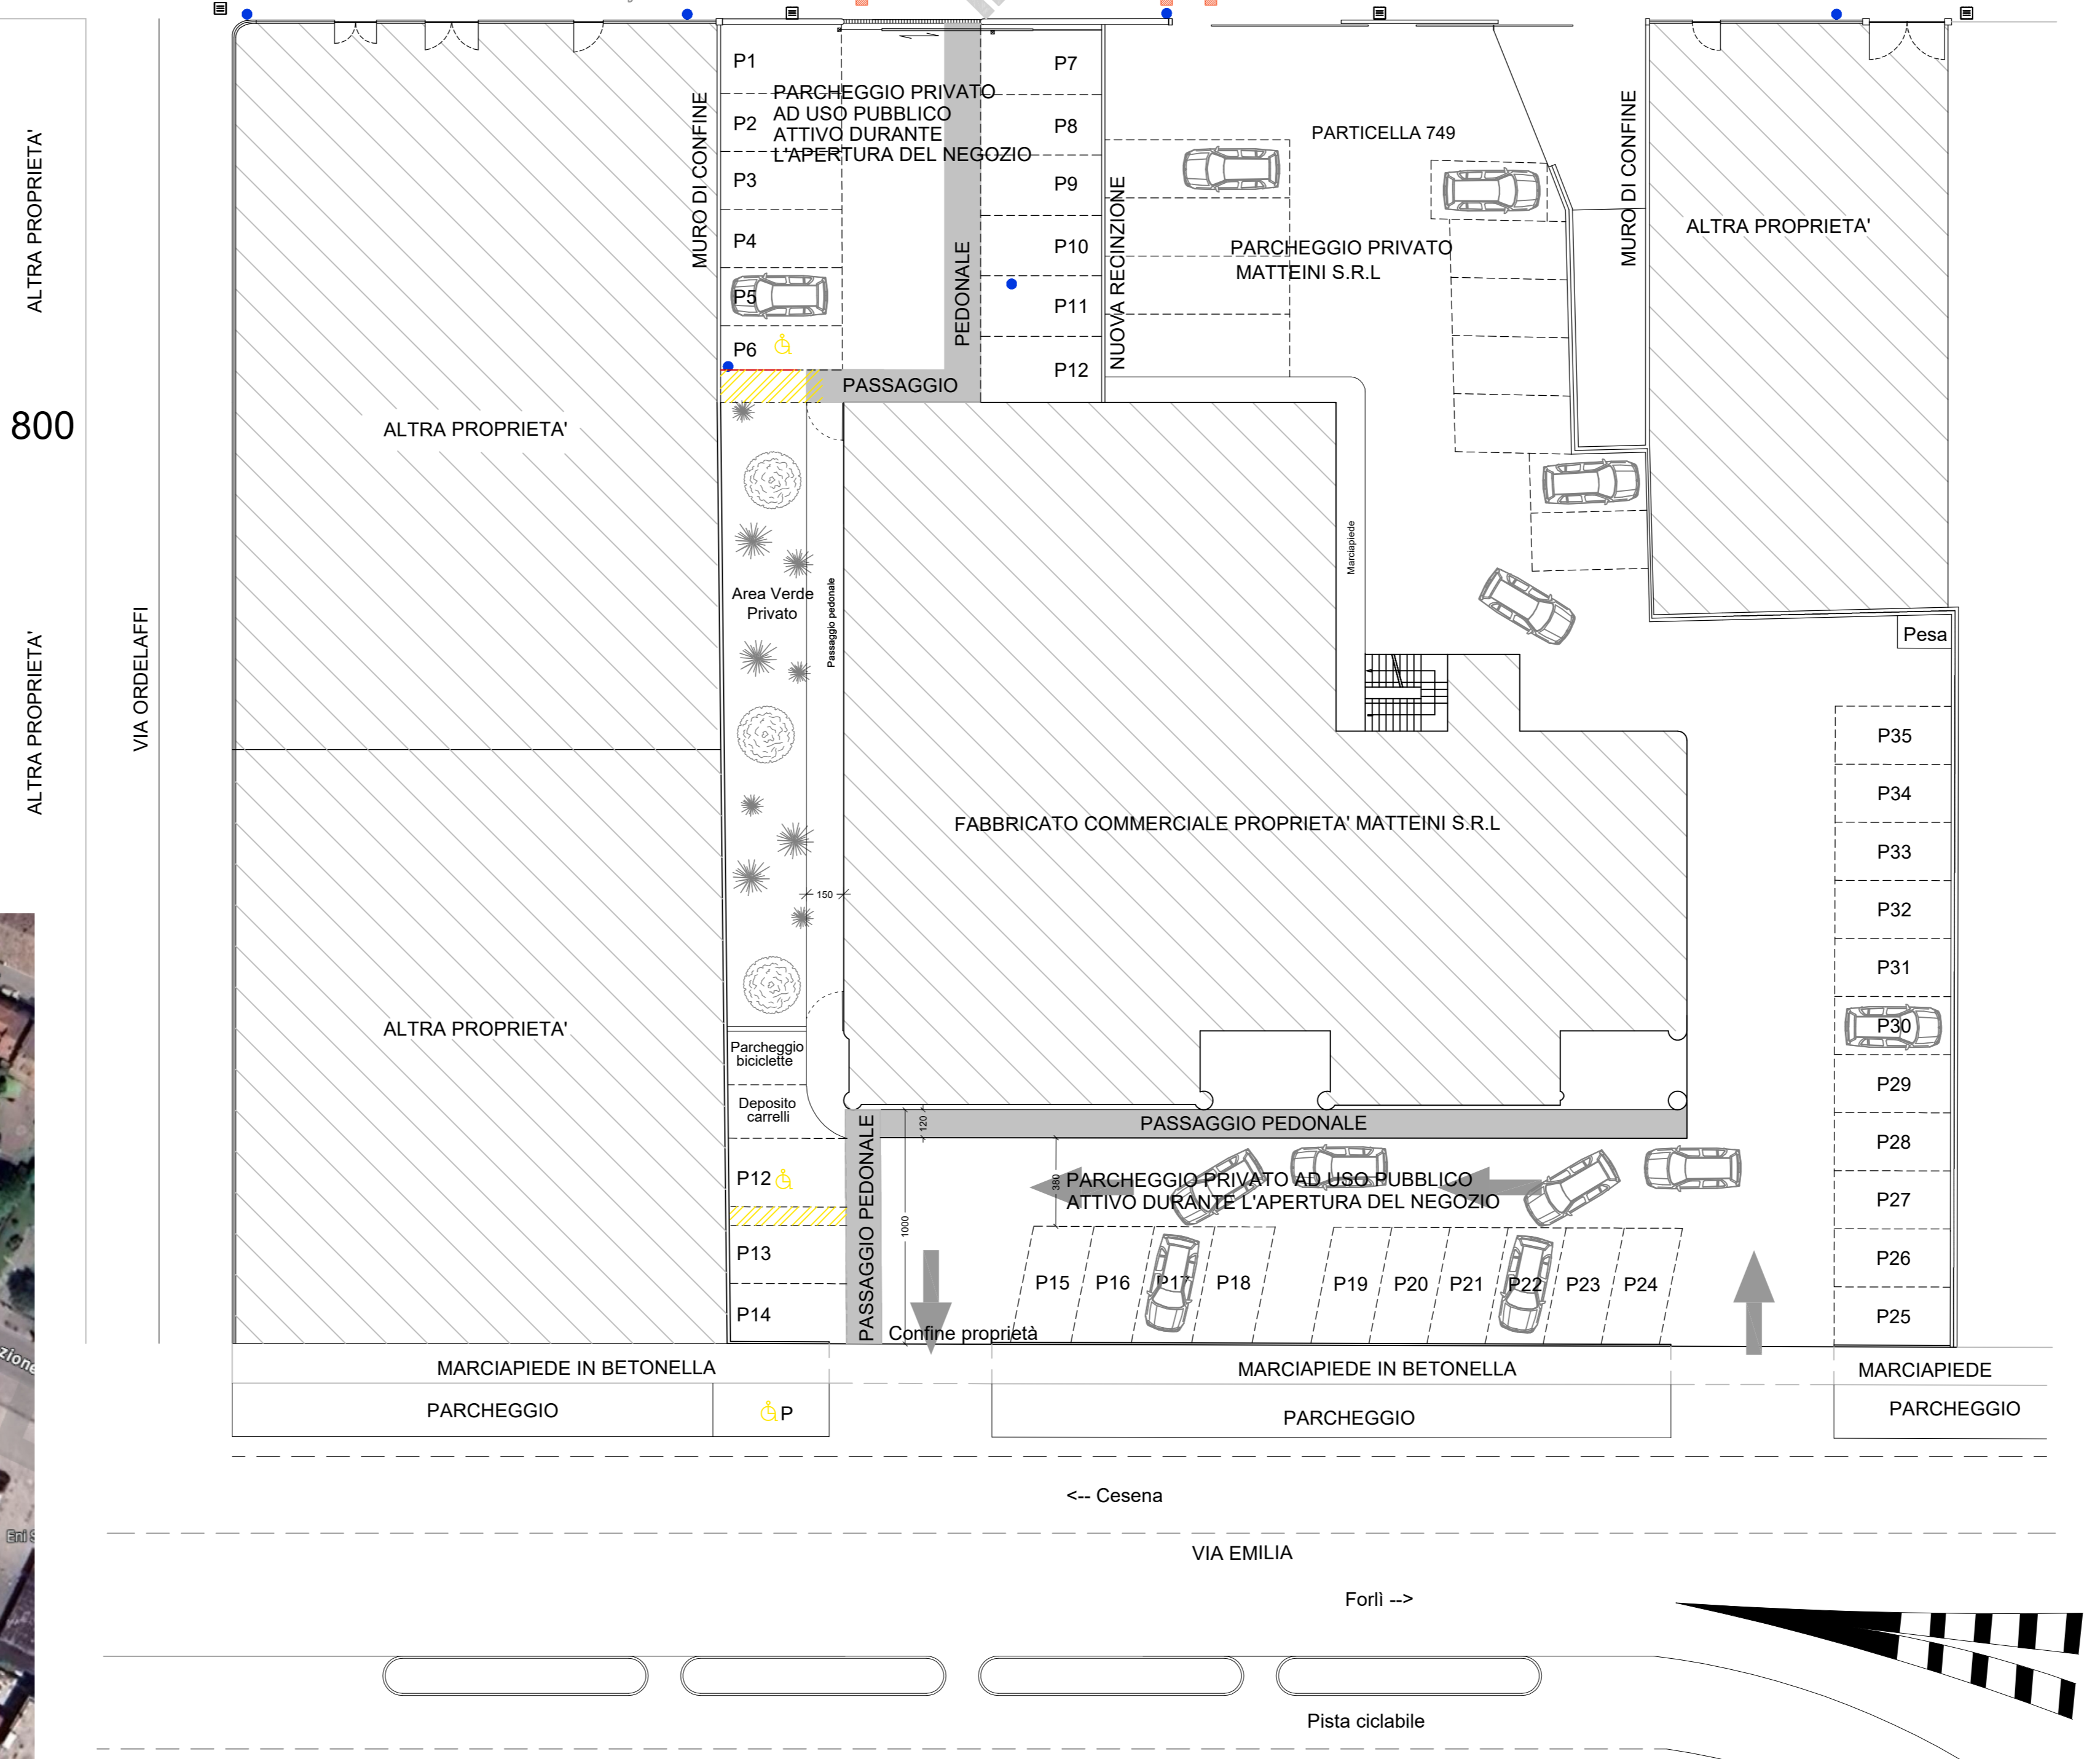 P1
P7
PARCHEGGIO PRIVATO
AD USO PUBBLICO
ATTIVO DURANTE
L'APERTURA DEL NEGOZIO
P2
P8
PARTICELLA 749
P3
P9
MURO DI CONFINE
MURO DI CONFINE
ALTRA PROPRIETA'
ALTRA PROPRIETA'
P4
P10
PARCHEGGIO PRIVATO
MATTEINI S.R.L
NUOVA RECINZIONE
PEDONALE
P5
P11
P6
P12
PASSAGGIO
800
ALTRA PROPRIETA'
Marciapiede
Area Verde
Privato
Passaggio pedonale
Pesa
ALTRA PROPRIETA'
VIA ORDELAFFI
P35
P34
FABBRICATO COMMERCIALE PROPRIETA' MATTEINI S.R.L
P33
150
P32
P31
ALTRA PROPRIETA'
P30
Parcheggio
biciclette
P29
Deposito
carrelli
120
PASSAGGIO PEDONALE
P28
P12
PASSAGGIO PEDONALE
380
PARCHEGGIO PRIVATO AD USO PUBBLICO
ATTIVO DURANTE L'APERTURA DEL NEGOZIO
P27
1000
P13
P26
P15
P16
P17
P18
P19
P20
P21
P22
P23
P24
P14
P25
Confine proprietà
MARCIAPIEDE IN BETONELLA
MARCIAPIEDE IN BETONELLA
MARCIAPIEDE
PARCHEGGIO
P
PARCHEGGIO
PARCHEGGIO
<-- Cesena
Eni S
VIA EMILIA
Forlì -->
Pista ciclabile